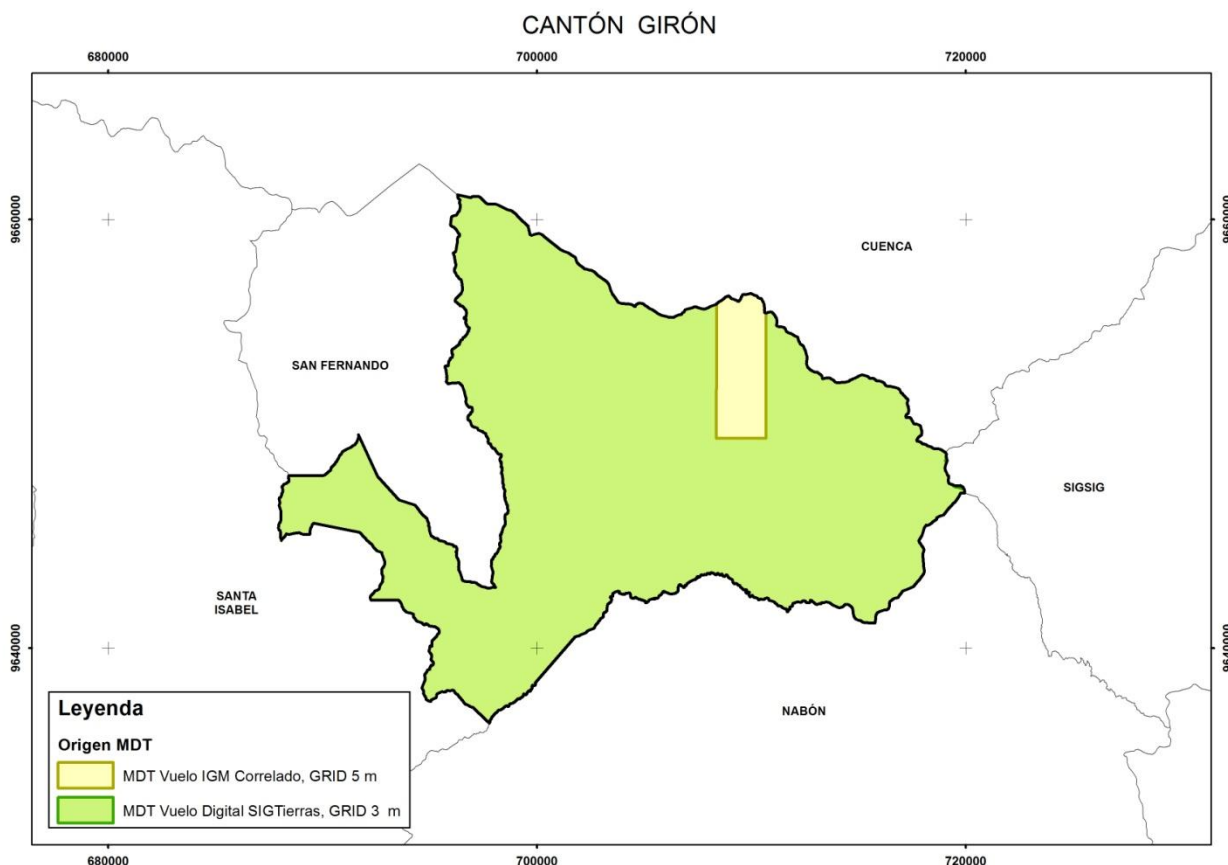 CANTÓN GIRÓN
680000
700000
720000
9660000
966000
CUENCA
SAN FERNANDO
SIGSIG
SANTA
ISABEL
9640000
9640000
NABÓN
Leyenda
Origen MDT
MDT Vuelo IGM Correlado, GRID 5 m
MDT Vuelo Digital SIGTierras, GRID 3 m
680000
700000
720000